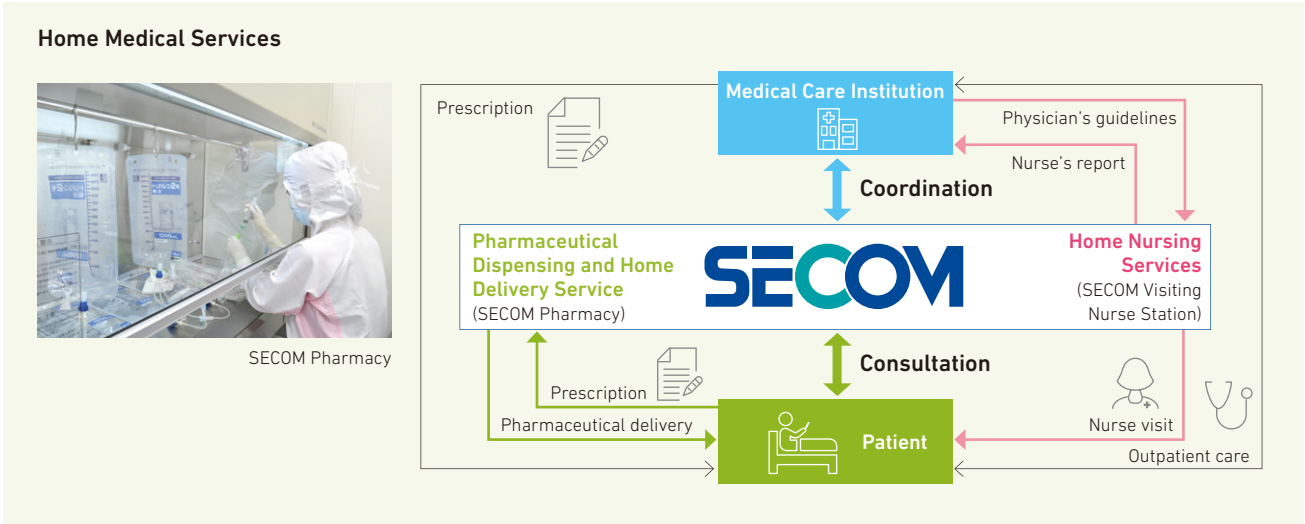 Home Medical Services
SECOM Pharmacy
Medical Care Institution
Prescription
Physician's guidelines
Nurse's report
Coordination
Pharmaceutical
Dispensing and Home
Delivery Service
(SECOM Pharmacy)
SECOM
Home Nursing
Services
(SECOM Visiting
Nurse Station)
Consultation
Prescription
Pharmaceutical delivery
Patient
Nurse visit
Outpatient care